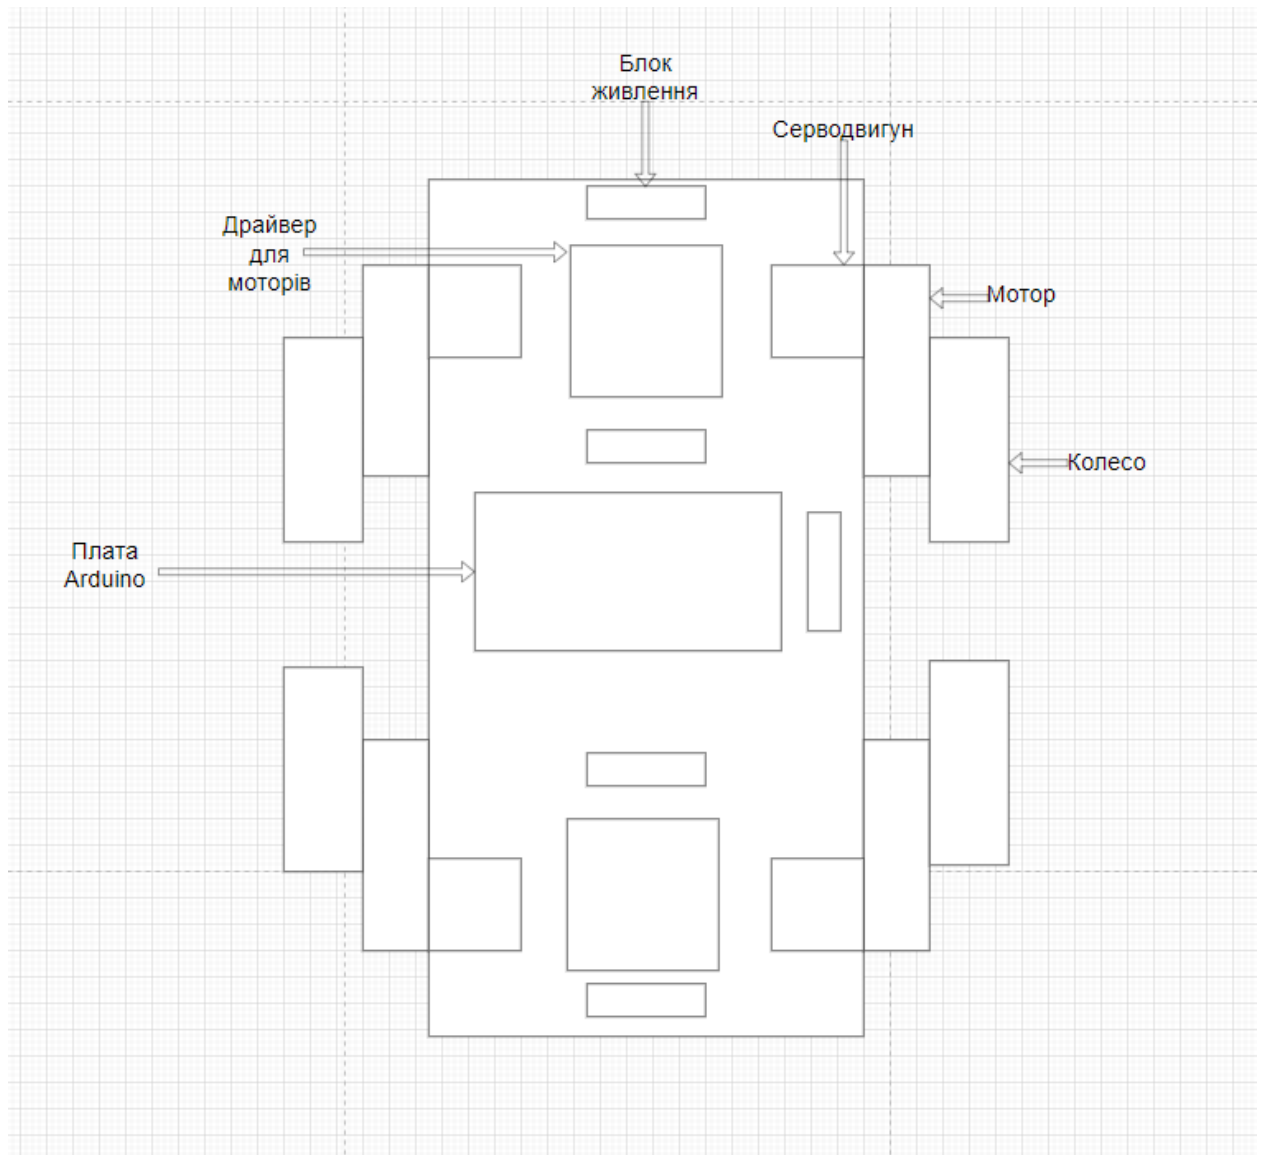 Блок
живлення
Серводвигун
Драйвер
для
моторів
Мотор
Колесо
Плата
Arduino